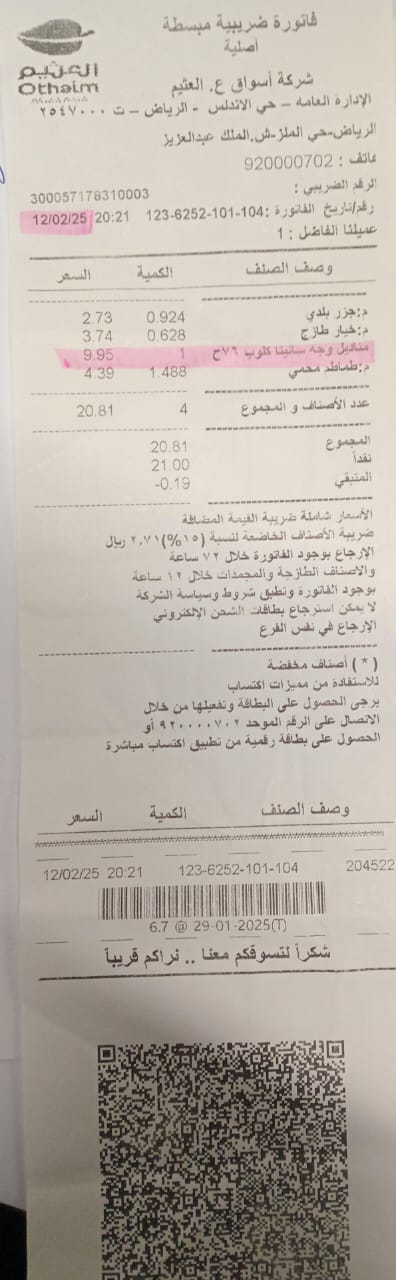 العثيم
Othaim
فاتورة ضريبية مبسطة
أصلية
شركة أسواق ع. العثيم
الإدارة العامه – حي الاندلس - الرياض – ت ٢٥٤٧٠٠٠
الرياض-حي الملز-ش.الملك عبدالعزيز
هاتف : 920000702
الرقم الضريبي : 300057178310003
رقم/تاريخ الفاتورة :123-6252-101-104 20:21 12/02/25
عميلنا الفاضل : 1
وصف الصنف الكمية السعر
م:جزر بلدي 0.924 2.73
م:خيار طازج 0.628 3.74
مناديل وجه سانيتا كلوب ٧٦ح 1 9.95
م:طماطم محمي 1.488 4.39
عدد الأصناف و المجموع 4 20.81
المجموع 20.81
نقداً 21.00
المتبقي -0.19
الأسعار شاملة ضريبة القيمة المضافة
ضريبة الأصناف الخاضعة لنسبة (١٥%)٢,٧١ ريال
الإرجاع بوجود الفاتورة خلال ٧٢ ساعة
والاصناف الطازجة والمجمدات خلال ١٢ ساعة
بوجود الفاتورة وتطبق شروط وسياسة الشركة
لا يمكن استرجاع بطاقات الشحن الإلكتروني
الإرجاع في نفس الفرع
( * ) أصناف مخفضة
للاستفادة من مميزات اكتساب
يرجى الحصول على البطاقة وتفعيلها من خلال
الاتصال على الرقم الموحد ٩٢٠٠٠٠٧٠٢ أو
الحصول على بطاقة رقمية من تطبيق اكتساب مباشرة
وصف الصنف الكمية السعر
12/02/25 20:21 123-6252-101-104 204522
6.7 @ 29-01-2025(T)
شكراً لتسوقكم معنا .. نراكم قريباً